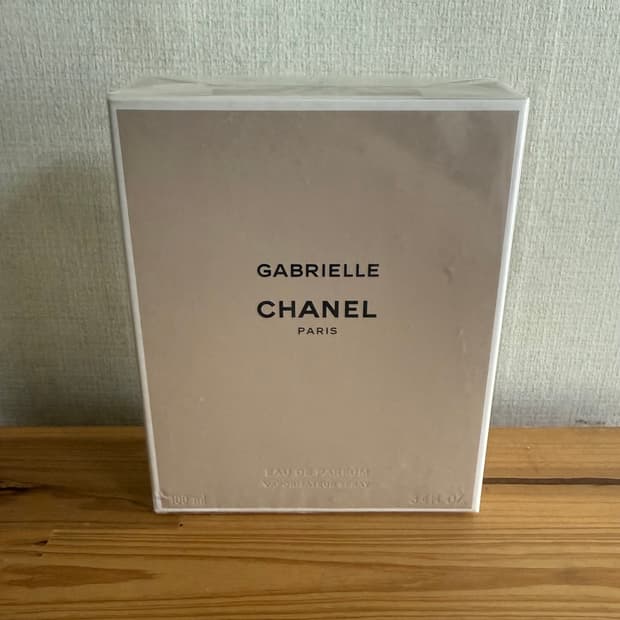 GABRIELLE
CHANEL
PARIS
EAU DE PARFUM
VAPORISATEUR SPRAY
100 ml
3.4 FL.OZ.